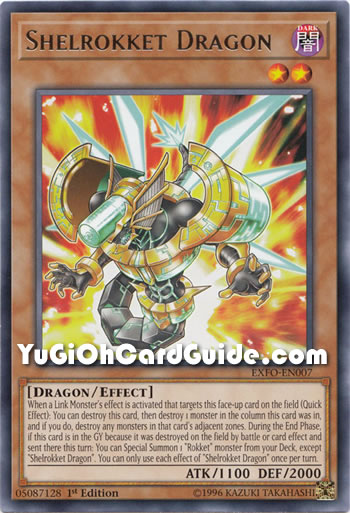 Shelrokket Dragon
DARK
闇
YuGiOhCardGuide.com
EXFO-EN007
[Dragon/Effect]
When a Link Monster's effect is activated that targets this face-up card on the field (Quick
Effect): You can destroy this card, then destroy 1 monster in the column this card was in,
and if you do, destroy any monsters in that card's adjacent zones. During the End Phase,
if this card is in the GY because it was destroyed on the field by battle or card effect and
sent there this turn: You can Special Summon 1 "Rokket" monster from your Deck, except
"Shelrokket Dragon". You can only use each effect of "Shelrokket Dragon" once per turn.
ATK/1100 DEF/2000
05087128 1st Edition ©1996 KAZUKI TAKAHASHI